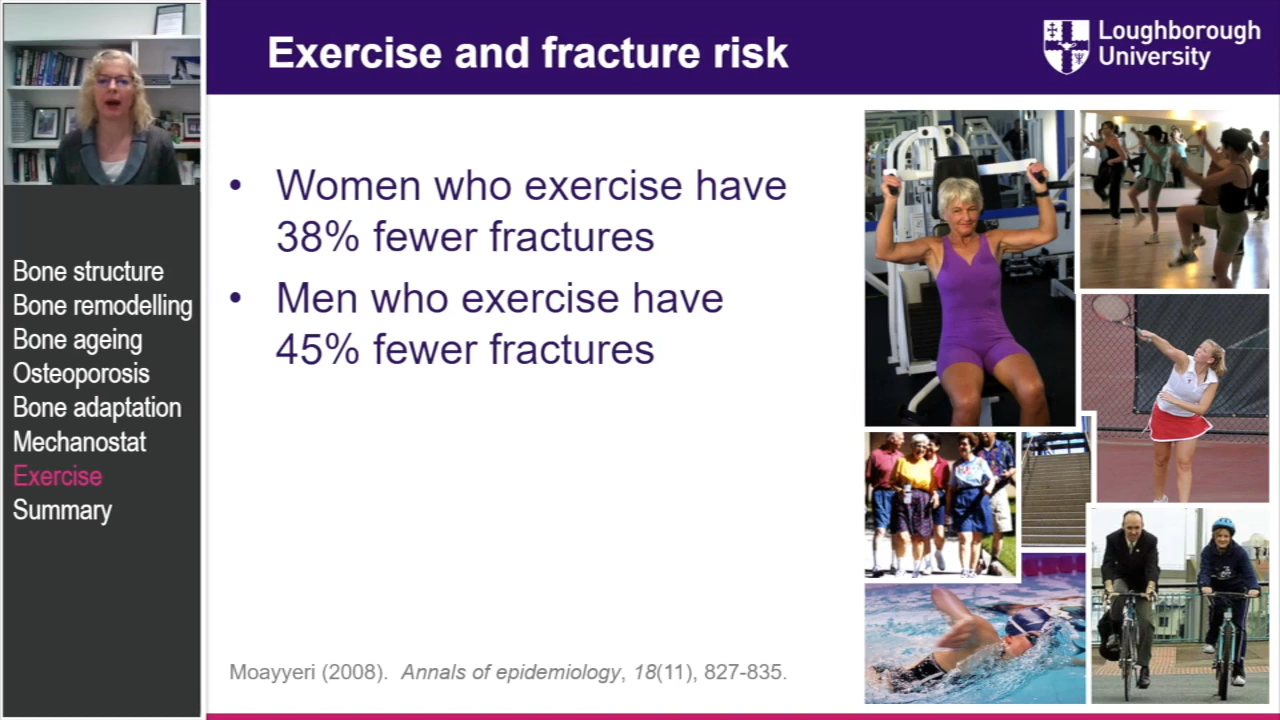 Exercise and fracture risk
Loughborough
University
• Women who exercise have
38% fewer fractures
• Men who exercise have
45% fewer fractures
Bone structure
Bone remodelling
Bone ageing
Osteoporosis
Bone adaptation
Mechanostat
Exercise
Summary
Moayyeri (2008). Annals of epidemiology, 18(11), 827-835.